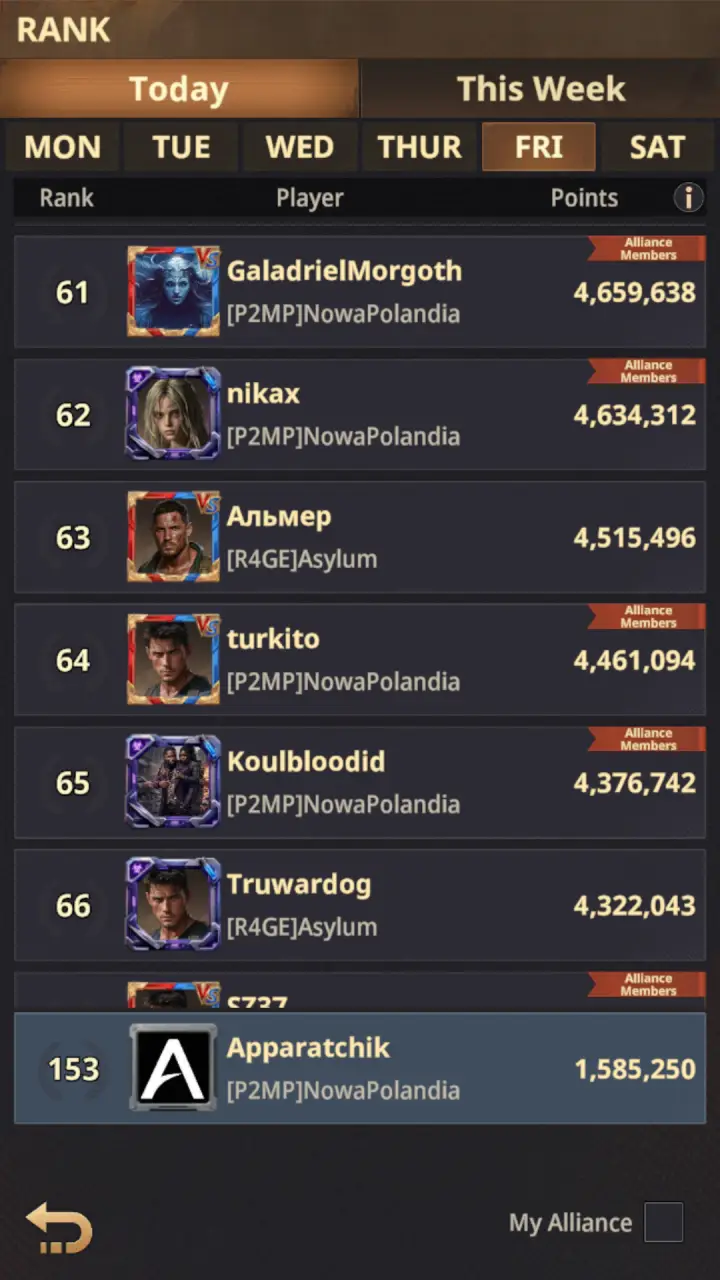 RANK
Today
This Week
MON
TUE
WED
THUR
FRI
SAT
Rank
Player
Points
Alliance
Members
61
GaladrielMorgoth
4,659,638
[P2MP]NowaPolandia
Alliance
Members
62
nikax
4,634,312
[P2MP]NowaPolandia
63
Альмер
4,515,496
[R4GE]Asylum
Alliance
Members
64
turkito
4,461,094
[P2MP]NowaPolandia
Alliance
Members
65
Koulbloodid
4,376,742
[P2MP]NowaPolandia
66
Truwardog
4,322,043
[R4GE]Asylum
Alliance
Members
153
Apparatchik
1,585,250
[P2MP]NowaPolandia
My Alliance